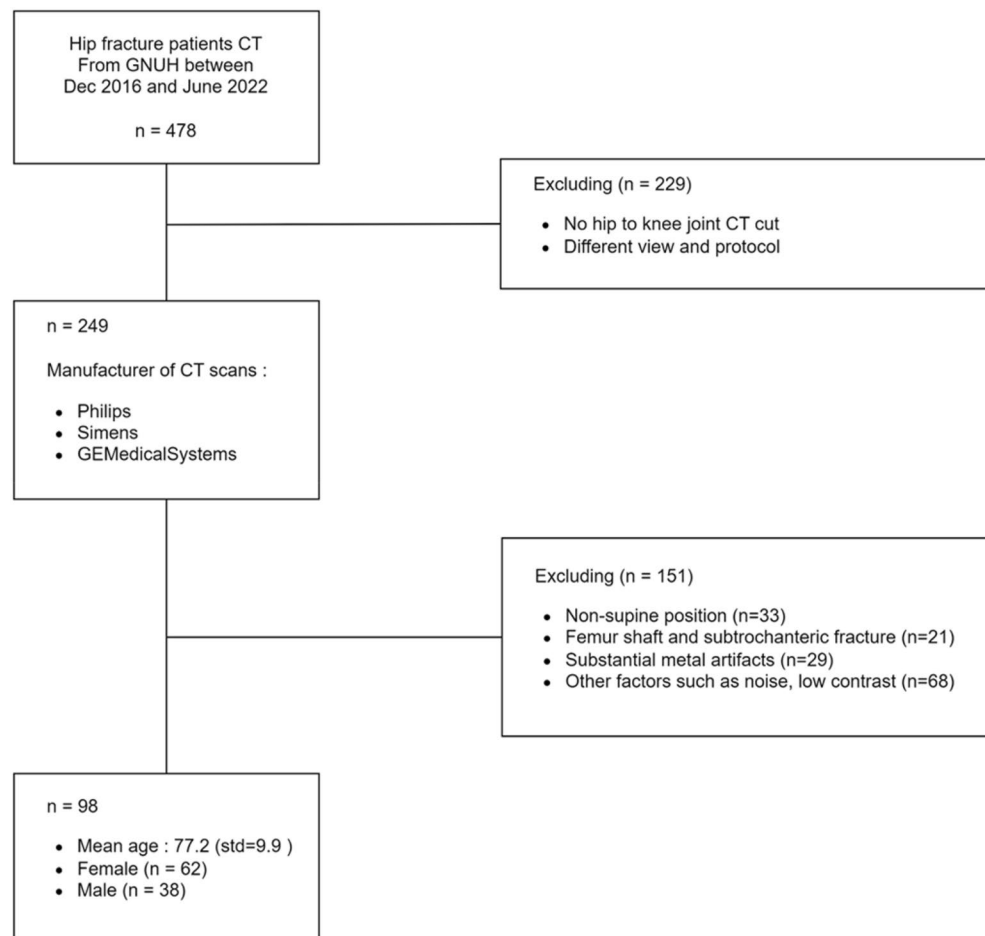 Hip fracture patients CT
From GNUH between
Dec 2016 and June 2022
n = 478
Excluding (n = 229)
• No hip to knee joint CT cut
• Different view and protocol
n = 249
Manufacturer of CT scans :
• Philips
• Simens
• GEMedicalSystems
Excluding (n = 151)
• Non-supine position (n=33)
• Femur shaft and subtrochanteric fracture (n=21)
• Substantial metal artifacts (n=29)
• Other factors such as noise, low contrast (n=68)
n = 98
• Mean age : 77.2 (std=9.9 )
• Female (n = 62)
• Male (n = 38)